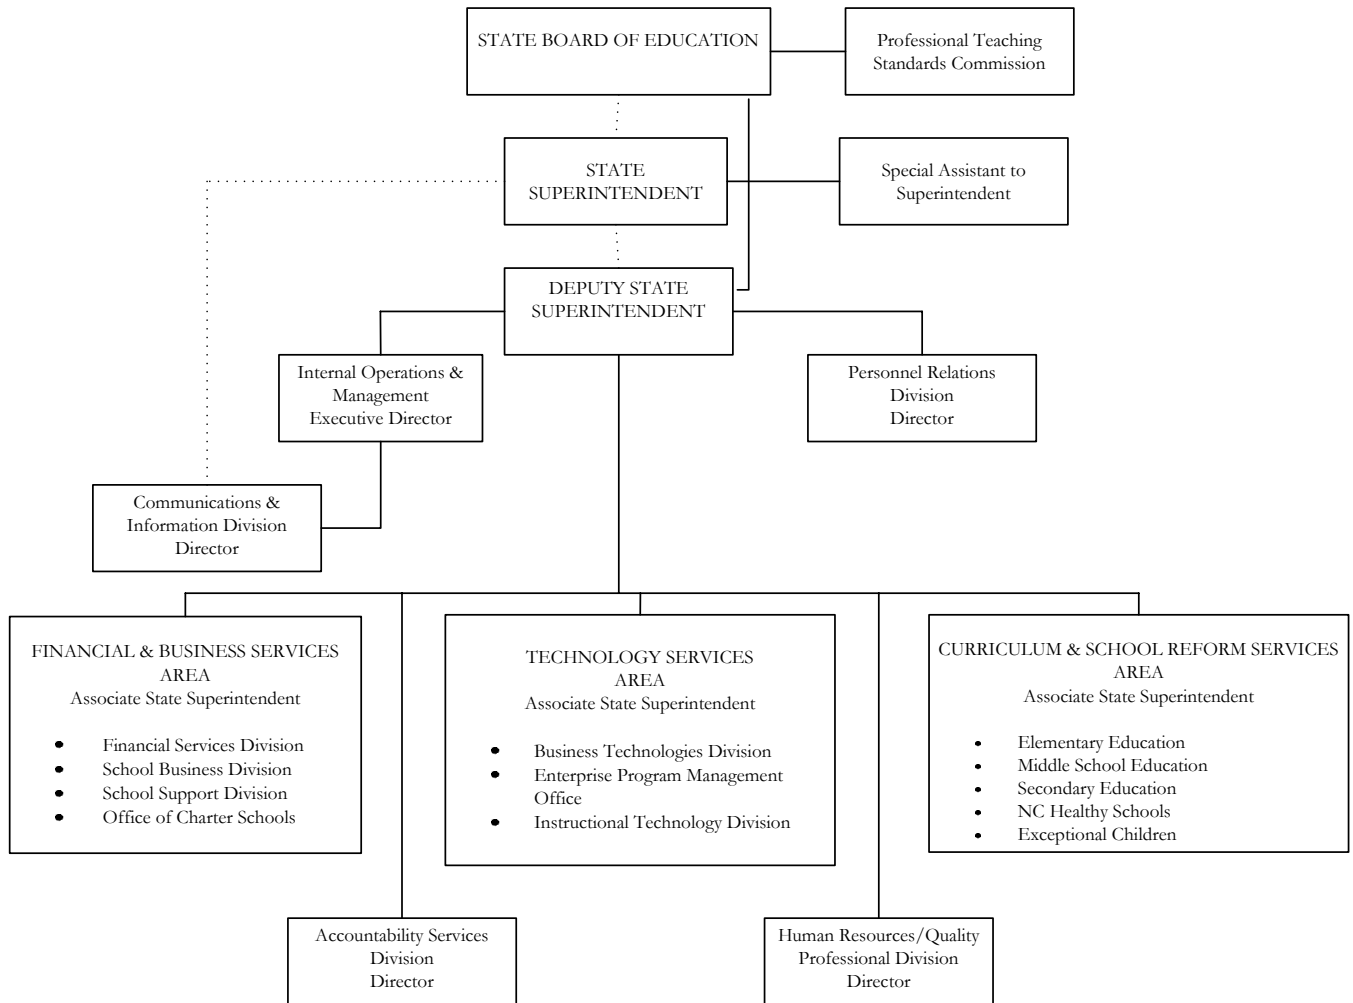 STATE BOARD OF EDUCATION
Professional Teaching
Standards Commission
STATE
SUPERINTENDENT
Special Assistant to
Superintendent
DEPUTY STATE
SUPERINTENDENT
Internal Operations &
Management
Executive Director
Personnel Relations
Division
Director
Communications &
Information Division
Director
FINANCIAL & BUSINESS SERVICES
AREA
Associate State Superintendent
• Financial Services Division
• School Business Division
• School Support Division
• Office of Charter Schools
TECHNOLOGY SERVICES
AREA
Associate State Superintendent
• Business Technologies Division
• Enterprise Program Management
Office
• Instructional Technology Division
CURRICULUM & SCHOOL REFORM SERVICES
AREA
Associate State Superintendent
• Elementary Education
• Middle School Education
• Secondary Education
• NC Healthy Schools
• Exceptional Children
Accountability Services
Division
Director
Human Resources/Quality
Professional Division
Director